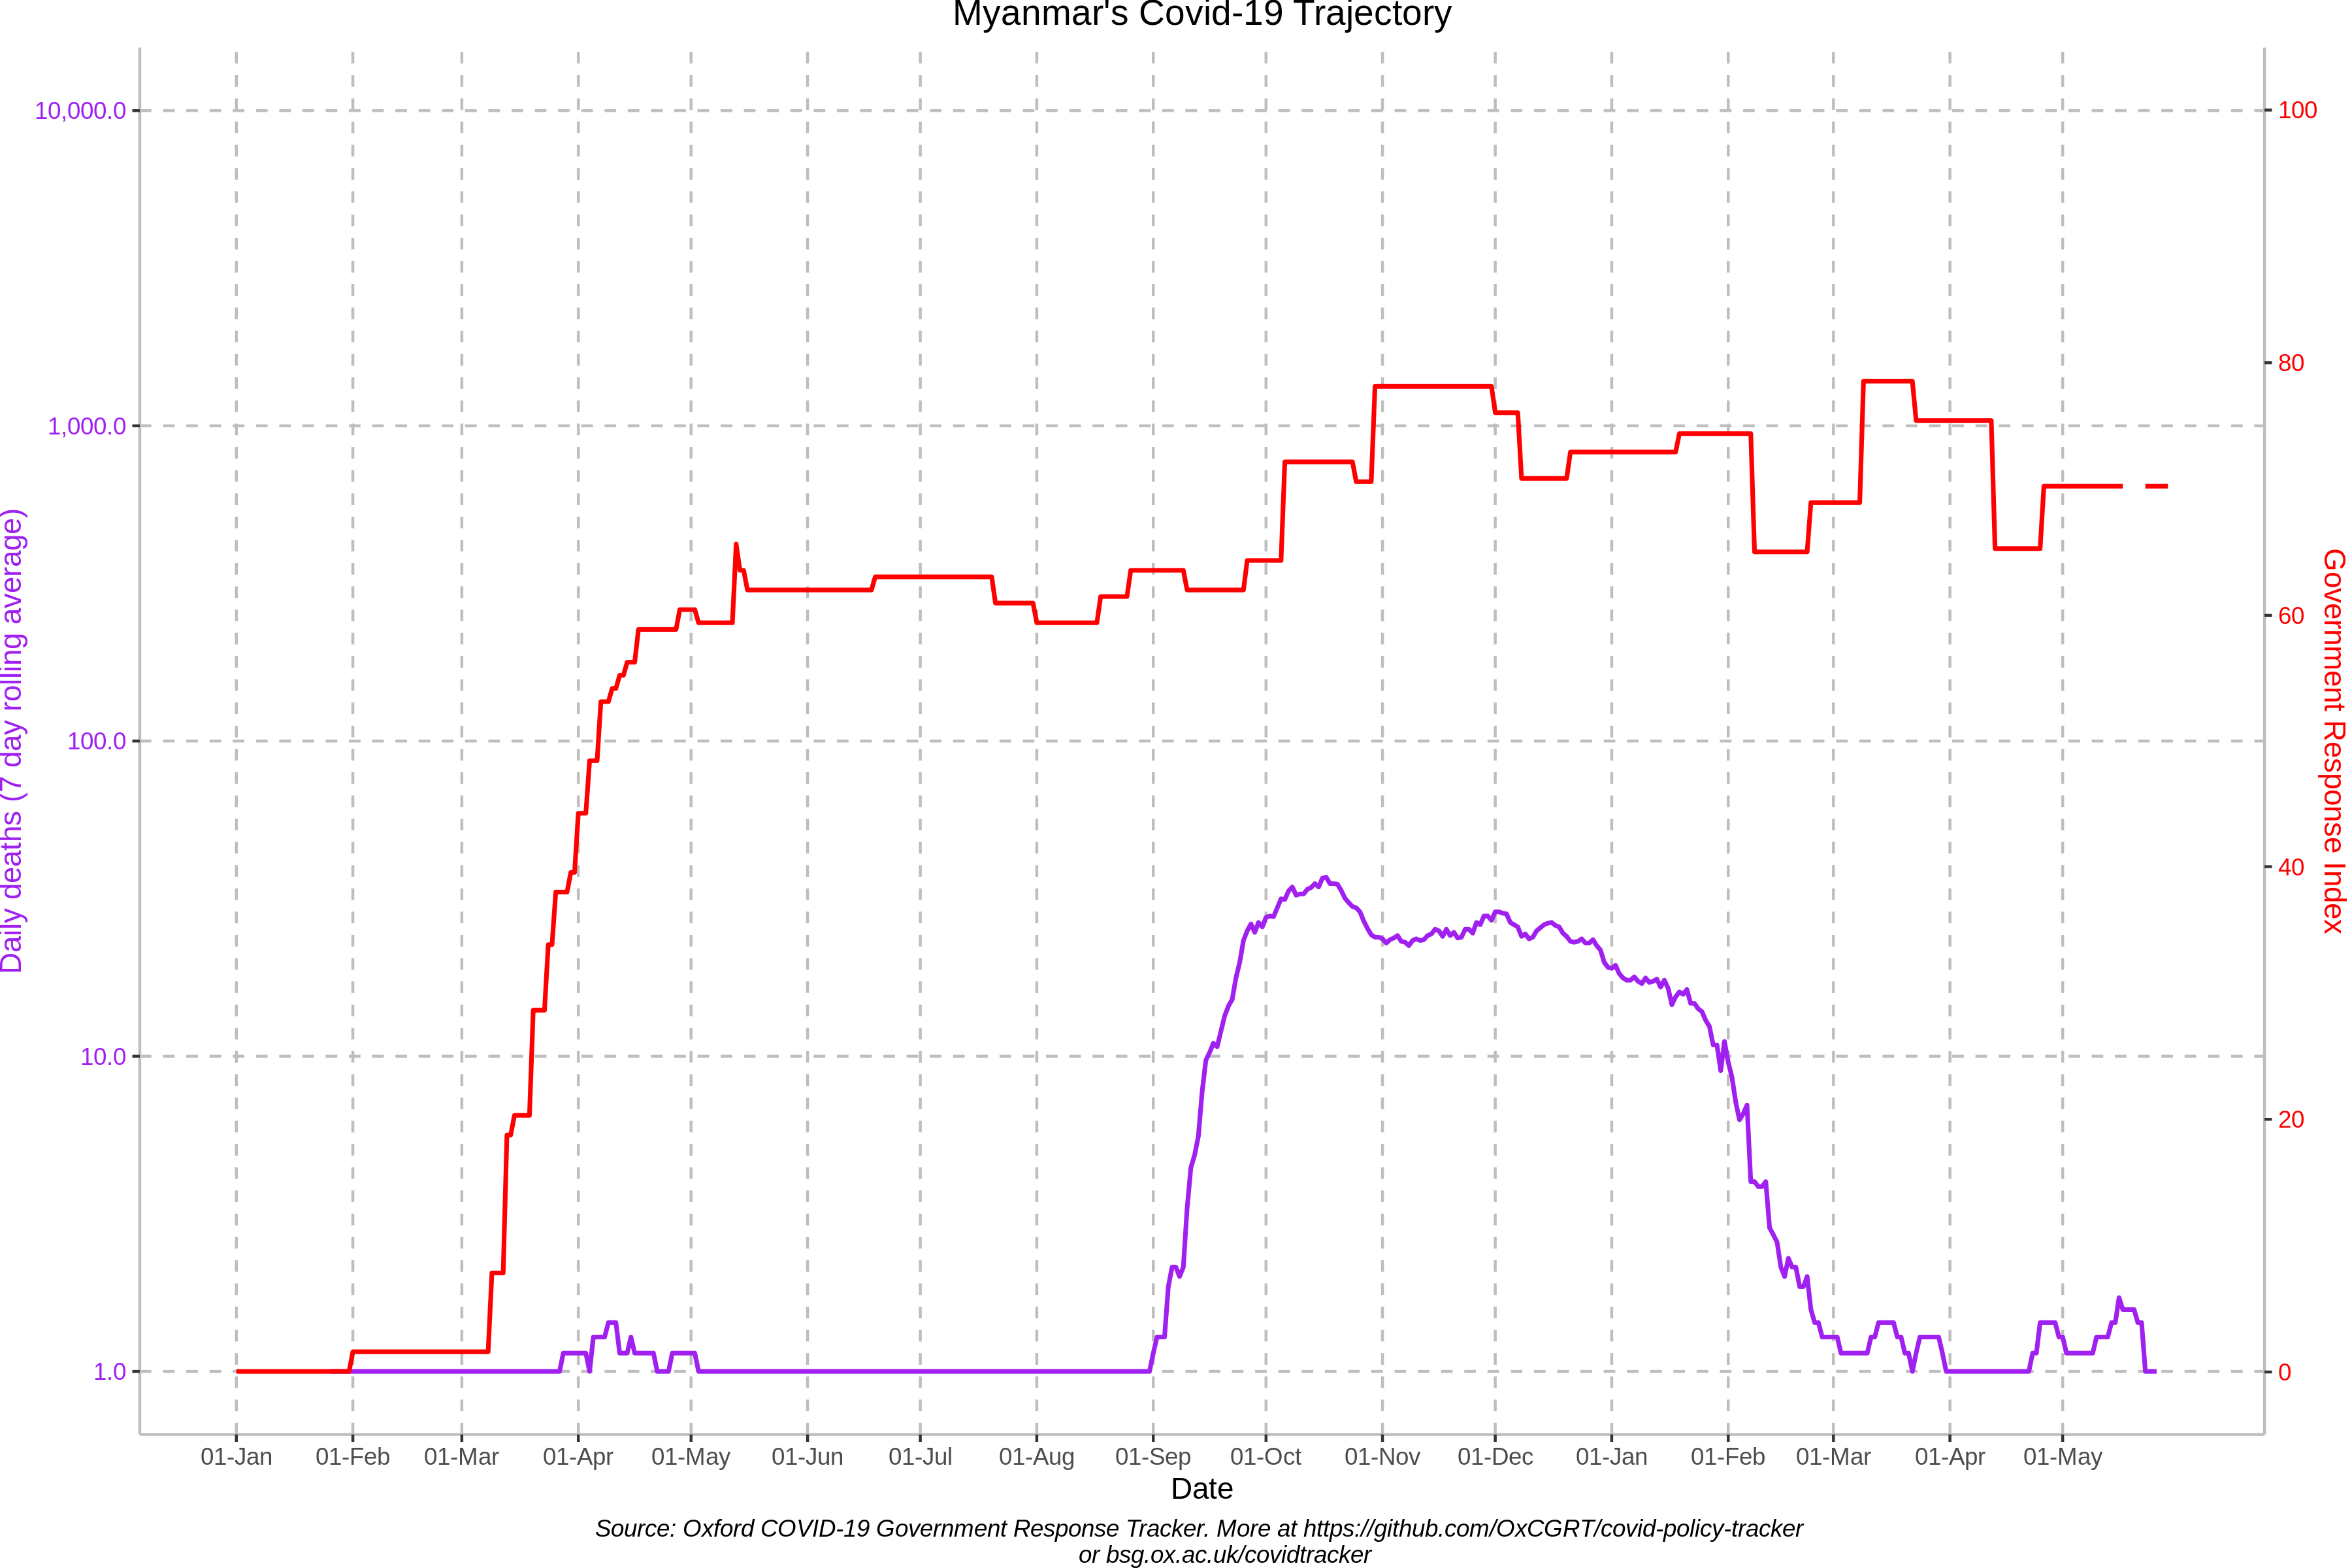 Myanmar's Covid-19 Trajectory
10,000.0
1,000.0
100.0
10.0
1.0
Daily deaths (7 day rolling average)
100
80
60
40
20
0
Government Response Index
01-Jan 01-Feb 01-Mar 01-Apr 01-May 01-Jun 01-Jul 01-Aug 01-Sep 01-Oct 01-Nov 01-Dec 01-Jan 01-Feb 01-Mar 01-Apr 01-May
Date
Source: Oxford COVID-19 Government Response Tracker. More at https://github.com/OxCGRT/covid-policy-tracker
or bsg.ox.ac.uk/covidtracker